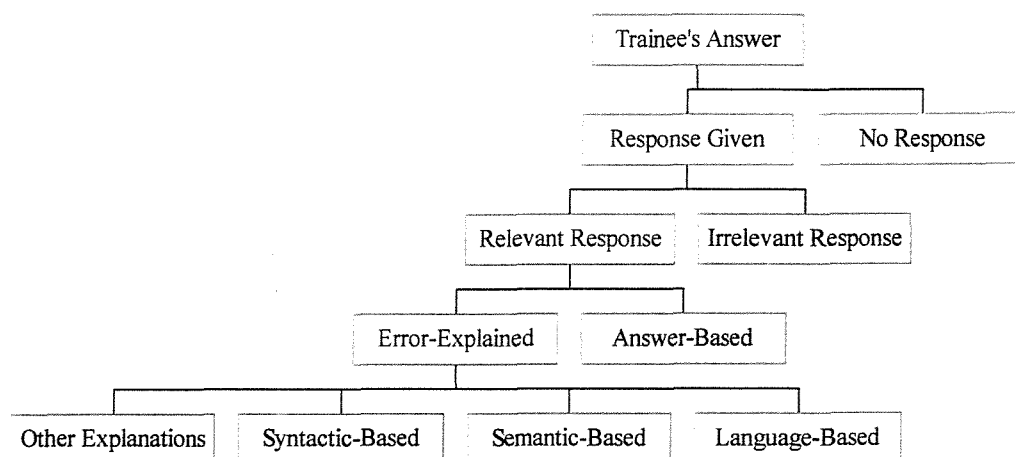 Trainee's Answer
Response Given
No Response
Relevant Response
Irrelevant Response
Error-Explained
Answer-Based
Other Explanations
Syntactic-Based
Semantic-Based
Language-Based